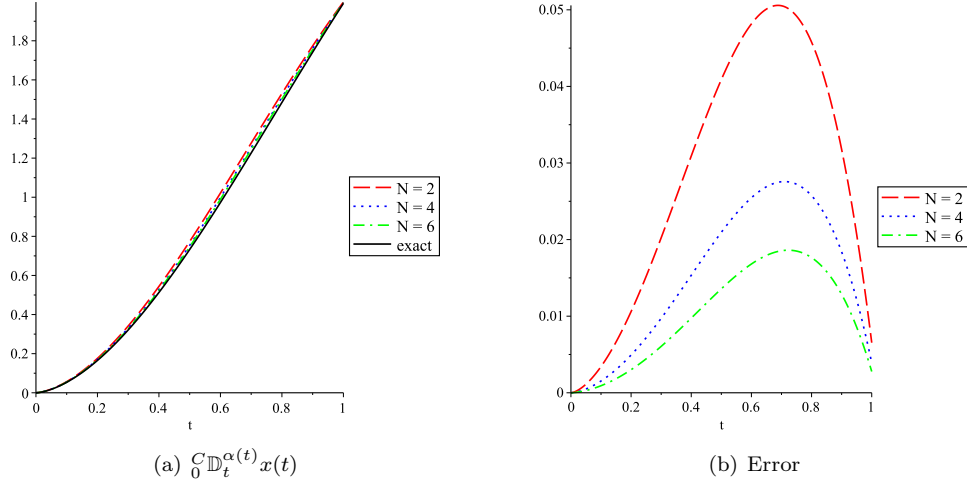 1.8
1.6
1.4
1.2
1.0
0.8
0.6
0.4
0.2
0
0 0.2 0.4 0.6 0.8 1
t
N = 2
N = 4
N = 6
exact
(a) ᶜ₀𝔻ₜ^α(t) x(t)
0.05
0.04
0.03
0.02
0.01
0
0 0.2 0.4 0.6 0.8 1
t
N = 2
N = 4
N = 6
(b) Error